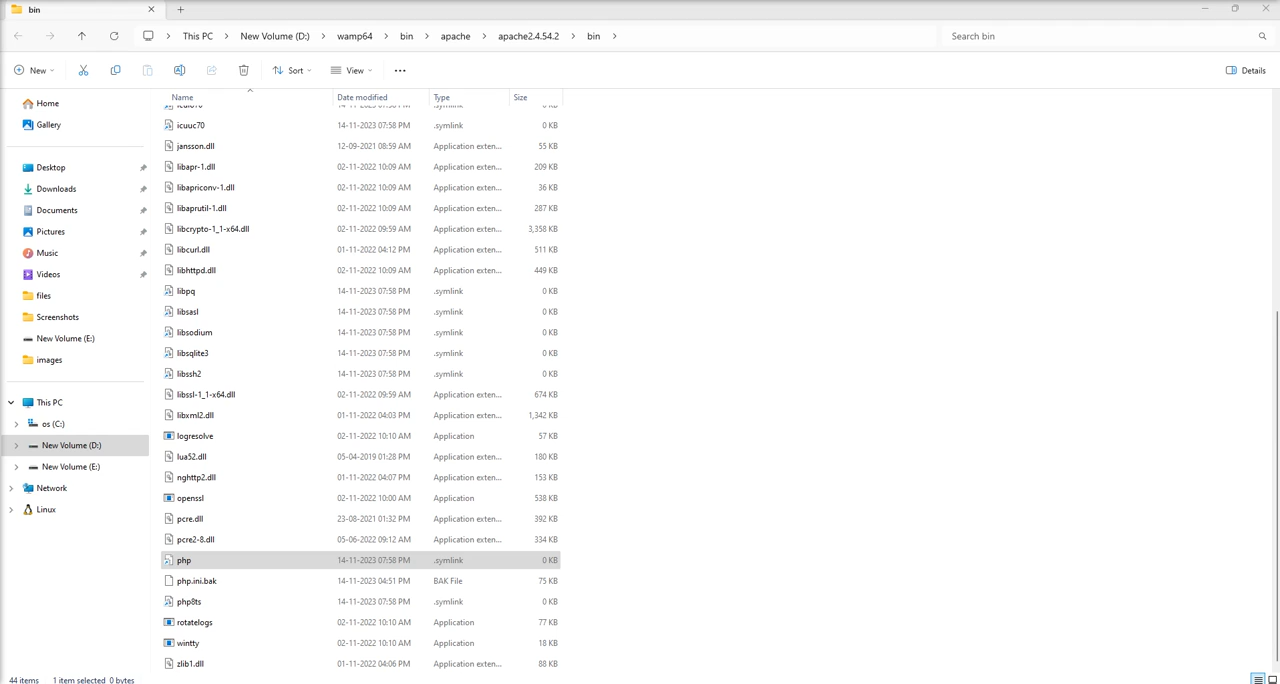 bin
This PC > New Volume (D:) > wamp64 > bin > apache > apache2.4.54.2 > bin >
Search bin
New
Sort
View
Details
Home
Gallery
Desktop
Downloads
Documents
Pictures
Music
Videos
files
Screenshots
New Volume (E:)
images
This PC
os (C:)
New Volume (D:)
New Volume (E:)
Network
Linux
Name Date modified Type Size
icuuc70 14-11-2023 07:58 PM .symlink 0 KB
jansson.dll 12-09-2021 08:59 AM Application exten... 55 KB
libapr-1.dll 02-11-2022 10:09 AM Application exten... 209 KB
libapriconv-1.dll 02-11-2022 10:09 AM Application exten... 36 KB
libaprutil-1.dll 02-11-2022 10:09 AM Application exten... 287 KB
libcrypto-1_1-x64.dll 02-11-2022 09:59 AM Application exten... 3,358 KB
libcurl.dll 01-11-2022 04:12 PM Application exten... 511 KB
libhttpd.dll 02-11-2022 10:09 AM Application exten... 449 KB
libpq 14-11-2023 07:58 PM .symlink 0 KB
libsasl 14-11-2023 07:58 PM .symlink 0 KB
libsodium 14-11-2023 07:58 PM .symlink 0 KB
libsqlite3 14-11-2023 07:58 PM .symlink 0 KB
libssh2 14-11-2023 07:58 PM .symlink 0 KB
libssl-1_1-x64.dll 02-11-2022 09:59 AM Application exten... 674 KB
libxml2.dll 01-11-2022 04:03 PM Application exten... 1,342 KB
logresolve 02-11-2022 10:10 AM Application 57 KB
lua52.dll 05-04-2019 01:28 PM Application exten... 180 KB
nghttp2.dll 01-11-2022 04:07 PM Application exten... 153 KB
openssl 02-11-2022 10:00 AM Application 538 KB
pcre.dll 23-08-2021 01:32 PM Application exten... 392 KB
pcre2-8.dll 05-06-2022 09:12 AM Application exten... 334 KB
php 14-11-2023 07:58 PM .symlink 0 KB
php.ini.bak 14-11-2023 04:51 PM BAK File 75 KB
php8ts 14-11-2023 07:58 PM .symlink 0 KB
rotatelogs 02-11-2022 10:10 AM Application 77 KB
wintty 02-11-2022 10:10 AM Application 18 KB
zlib1.dll 01-11-2022 04:06 PM Application exten... 88 KB
44 items 1 item selected 0 bytes